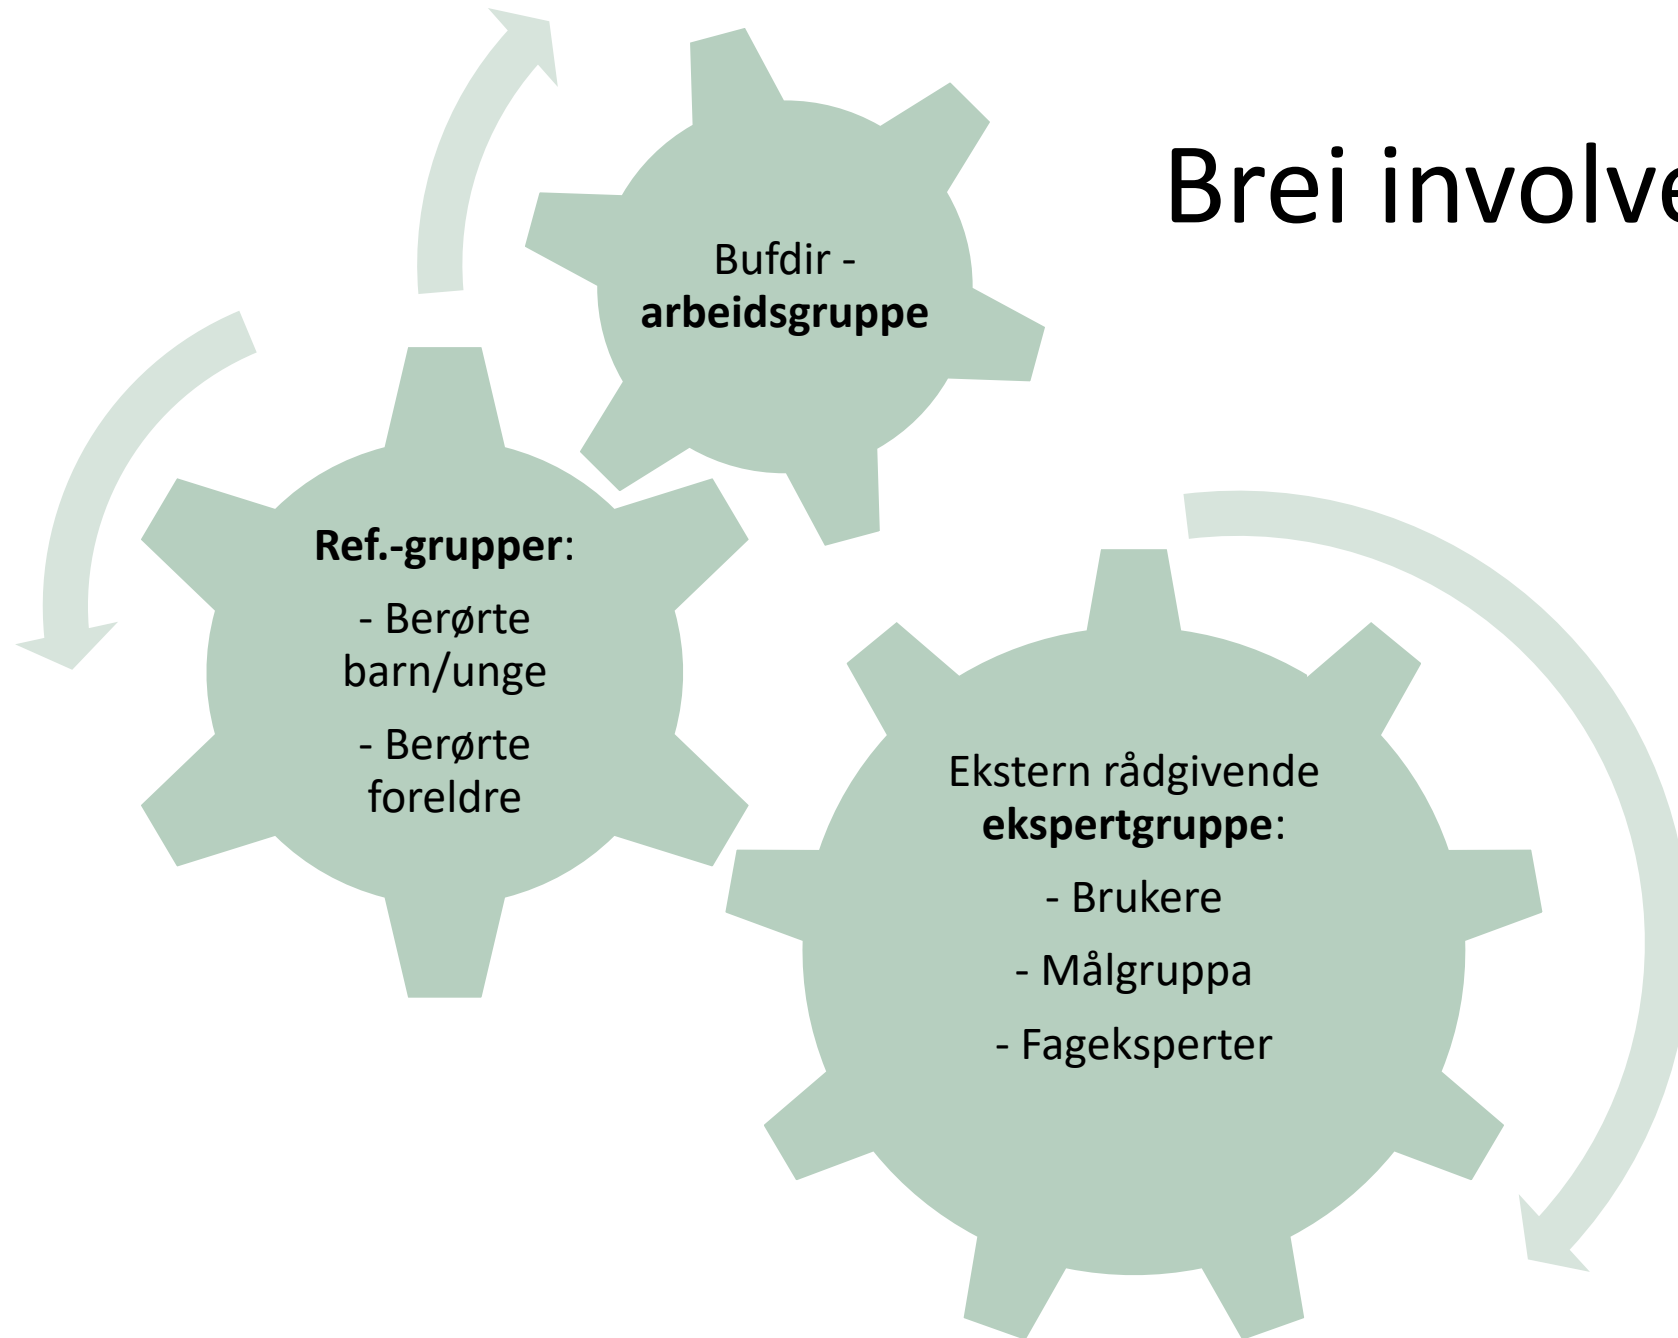 Brei involve
Bufdir -
arbeidsgruppe
Ref.-grupper:
- Berørte
barn/unge
- Berørte
foreldre
Ekstern rådgivende
ekspertgruppe:
- Brukere
- Målgruppa
- Fageksperter